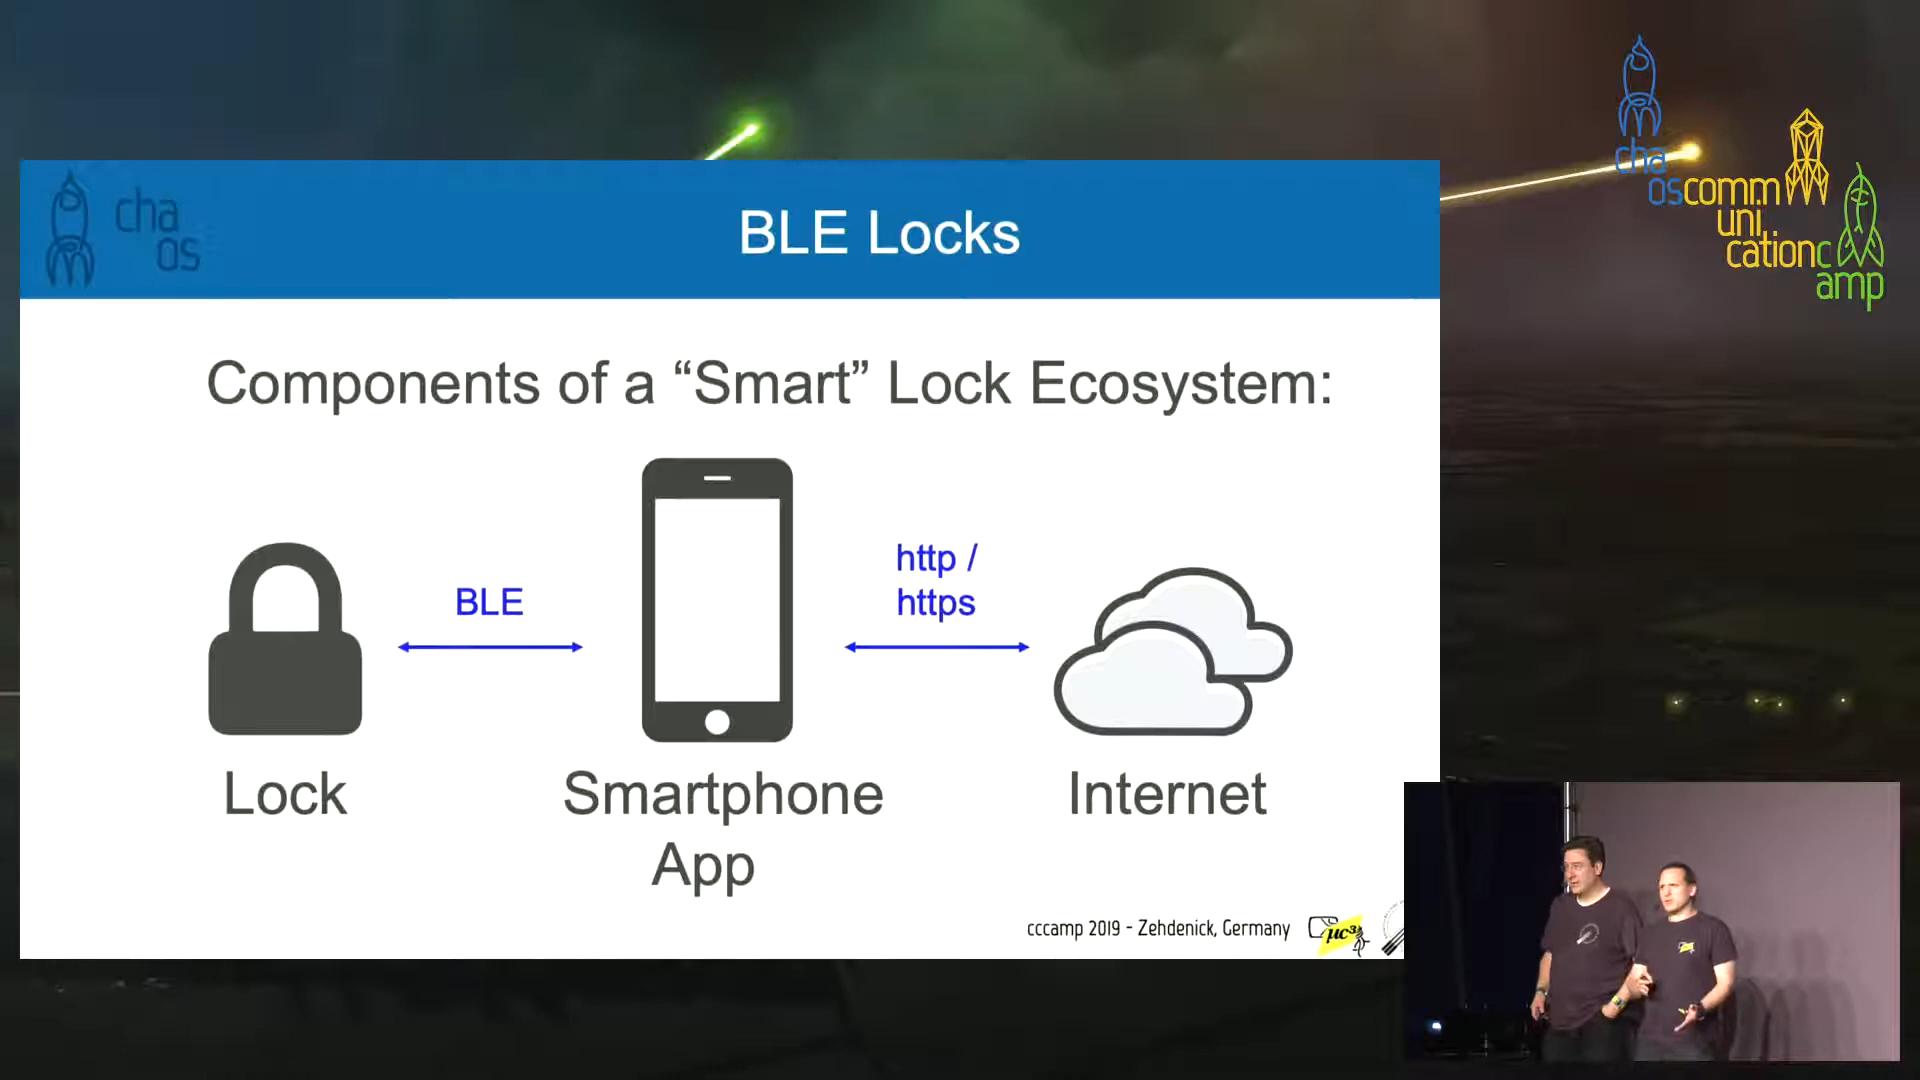 cha
os
BLE Locks
Components of a “Smart” Lock Ecosystem:
BLE
http /
https
Lock
Smartphone
App
Internet
cccamp 2019 - Zehdenick, Germany
µc³
cha
oscomm
uni
cationc
amp